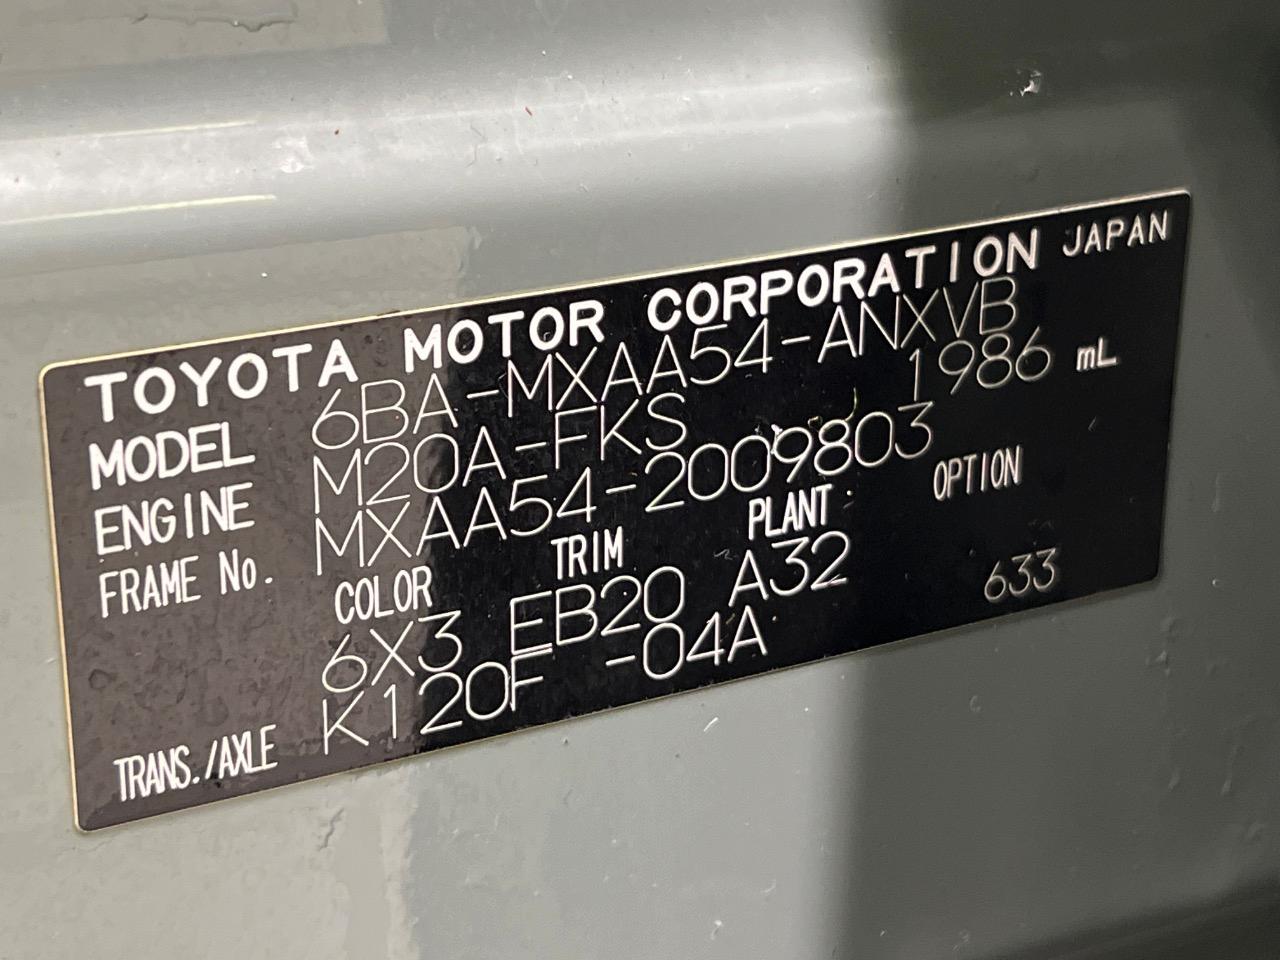 TOYOTA MOTOR CORPORATION JAPAN
MODEL 6BA-MXAA54-ANXVB
ENGINE M20A-FKS 1986 mL
FRAME No. MXAA54-2009803
COLOR TRIM PLANT OPTION
6X3 EB20 A32 633
TRANS./AXLE K120F -04A